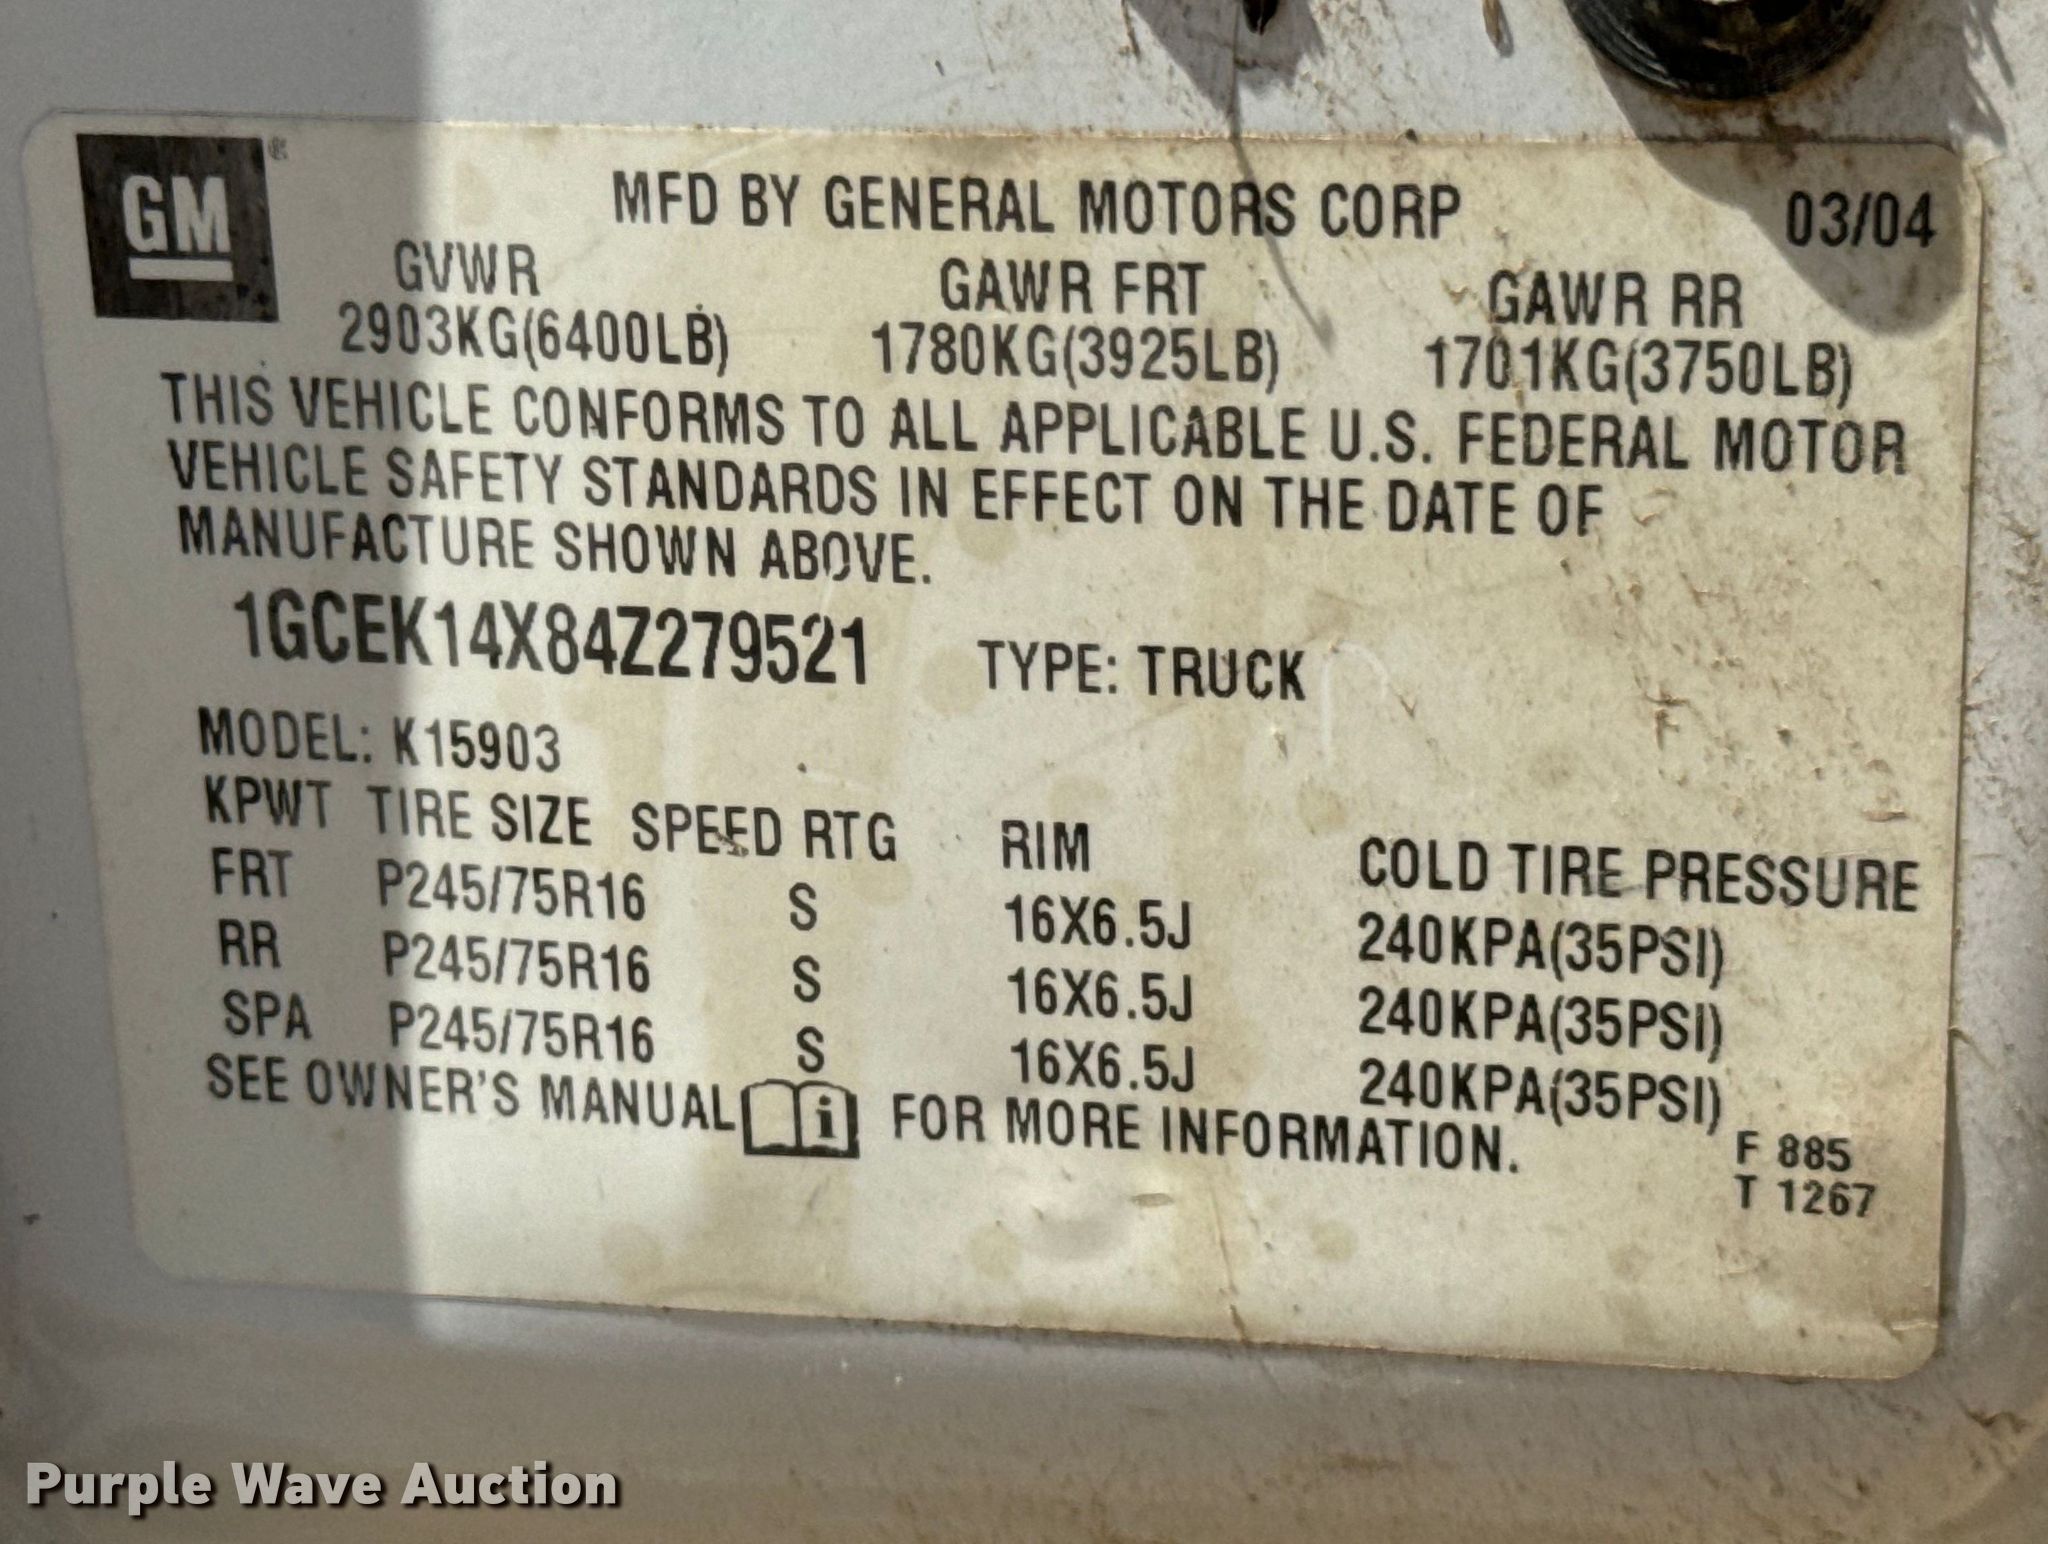 GM
MFD BY GENERAL MOTORS CORP 03/04
GVWR GAWR FRT GAWR RR
2903KG(6400LB) 1780KG(3925LB) 1701KG(3750LB)
THIS VEHICLE CONFORMS TO ALL APPLICABLE U.S. FEDERAL MOTOR
VEHICLE SAFETY STANDARDS IN EFFECT ON THE DATE OF
MANUFACTURE SHOWN ABOVE.
1GCEK14X84Z279521 TYPE: TRUCK
MODEL: K15903
KPWT TIRE SIZE SPEED RTG RIM COLD TIRE PRESSURE
FRT P245/75R16 S 16X6.5J 240KPA(35PSI)
RR P245/75R16 S 16X6.5J 240KPA(35PSI)
SPA P245/75R16 S 16X6.5J 240KPA(35PSI)
SEE OWNER'S MANUAL i FOR MORE INFORMATION.
F 885
T 1267
Purple Wave Auction